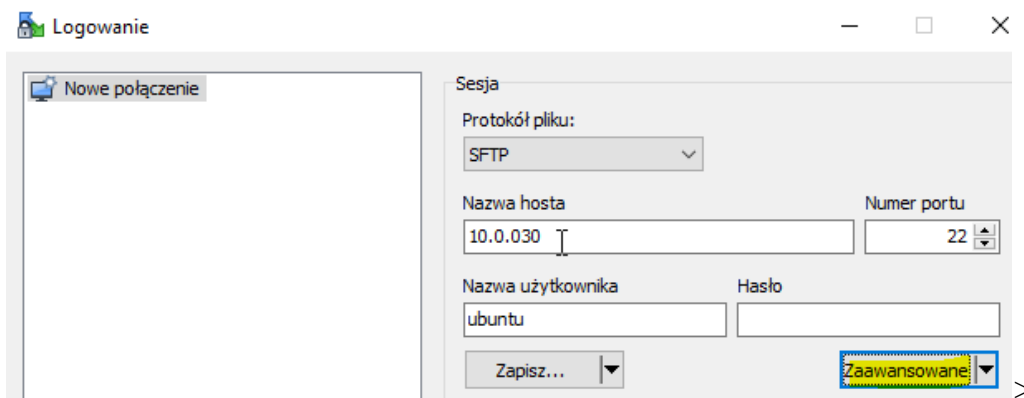 Logowanie
Nowe połączenie
Sesja
Protokół pliku:
SFTP
Nazwa hosta Numer portu
10.0.030 22
Nazwa użytkownika Hasło
ubuntu
Zapisz... Zaawansowane >